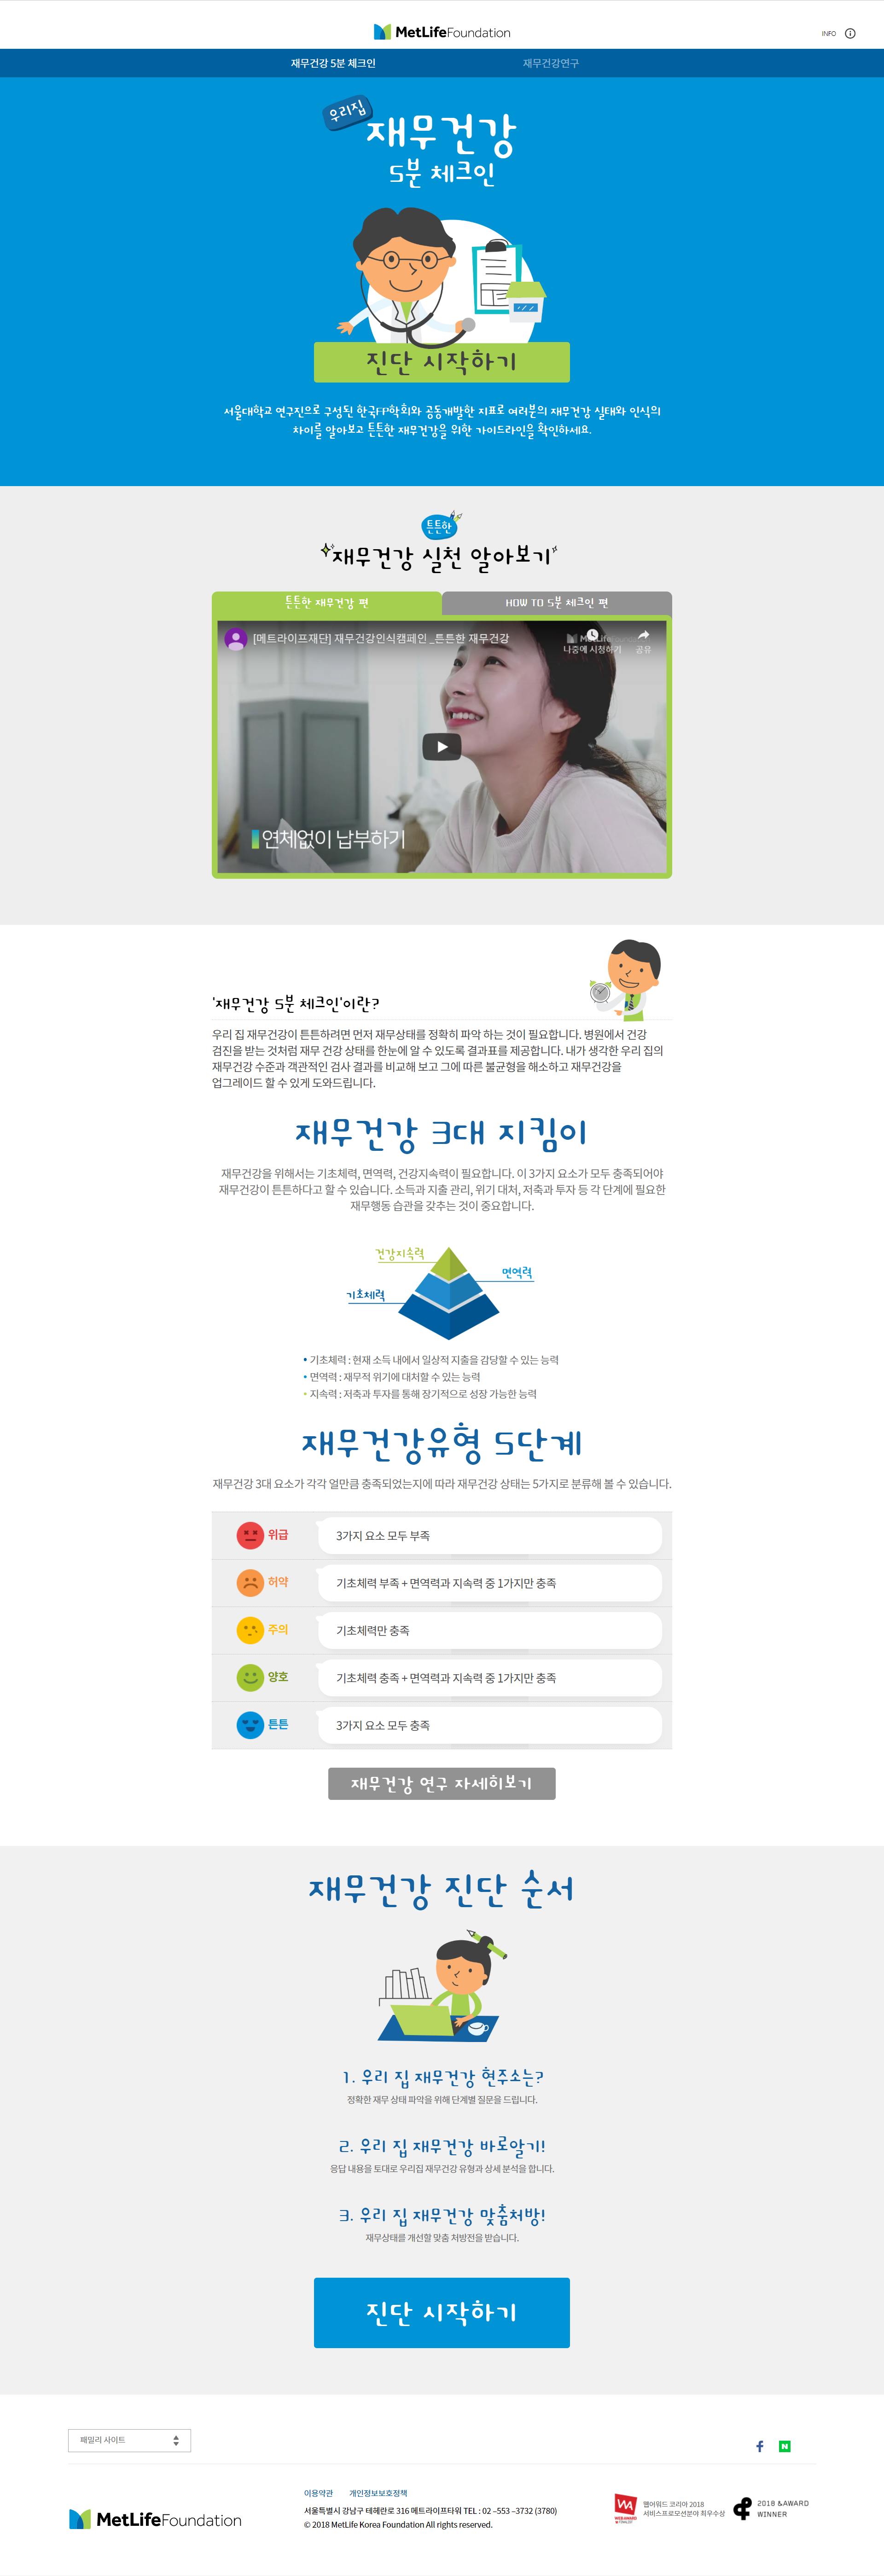 MetLife Foundation
INFO
재무건강 5분 체크인
재무건강연구
우리집
재무건강
5분 체크인
진단 시작하기
서울대학교 연구진으로 구성된 한국FP학회와 공동개발한 지표로 여러분의 재무건강 실태와 인식의
차이를 알아보고 튼튼한 재무건강을 위한 가이드라인을 확인하세요.
튼튼한
재무건강 실천 알아보기
튼튼한 재무건강 편
HOW TO 5분 체크인 편
[메트라이프재단] 재무건강인식캠페인 _튼튼한 재무건강
MetLife Foundation
나중에 시청하기
공유
연체없이 납부하기
'재무건강 5분 체크인'이란?
우리 집 재무건강이 튼튼하려면 먼저 재무상태를 정확히 파악 하는 것이 필요합니다. 병원에서 건강
검진을 받는 것처럼 재무 건강 상태를 한눈에 알 수 있도록 결과표를 제공합니다. 내가 생각한 우리 집의
재무건강 수준과 객관적인 검사 결과를 비교해 보고 그에 따른 불균형을 해소하고 재무건강을
업그레이드 할 수 있게 도와드립니다.
재무건강 3대 지킴이
재무건강을 위해서는 기초체력, 면역력, 건강지속력이 필요합니다. 이 3가지 요소가 모두 충족되어야
재무건강이 튼튼하다고 할 수 있습니다. 소득과 지출 관리, 위기 대처, 저축과 투자 등 각 단계에 필요한
재무행동 습관을 갖추는 것이 중요합니다.
건강지속력
면역력
기초체력
• 기초체력 : 현재 소득 내에서 일상적 지출을 감당할 수 있는 능력
• 면역력 : 재무적 위기에 대처할 수 있는 능력
• 지속력 : 저축과 투자를 통해 장기적으로 성장 가능한 능력
재무건강유형 5단계
재무건강 3대 요소가 각각 얼만큼 충족되었는지에 따라 재무건강 상태는 5가지로 분류해 볼 수 있습니다.
위급
3가지 요소 모두 부족
허약
기초체력 부족 + 면역력과 지속력 중 1가지만 충족
주의
기초체력만 충족
양호
기초체력 충족 + 면역력과 지속력 중 1가지만 충족
튼튼
3가지 요소 모두 충족
재무건강 연구 자세히보기
재무건강 진단 순서
1. 우리 집 재무건강 현주소는?
정확한 재무 상태 파악을 위해 단계별 질문을 드립니다.
2. 우리 집 재무건강 바로알기!
응답 내용을 토대로 우리집 재무건강 유형과 상세 분석을 합니다.
3. 우리 집 재무건강 맞춤처방!
재무상태를 개선할 맞춤 처방전을 받습니다.
진단 시작하기
패밀리 사이트
MetLife Foundation
이용약관
개인정보보호정책
서울특별시 강남구 테헤란로 316 메트라이프타워 TEL : 02 –553 –3732 (3780)
© 2018 MetLife Korea Foundation All rights reserved.
WA
WEB AWARD
웹어워드 코리아 2018
서비스프로모션분야 최우수상
2018 &AWARD
WINNER